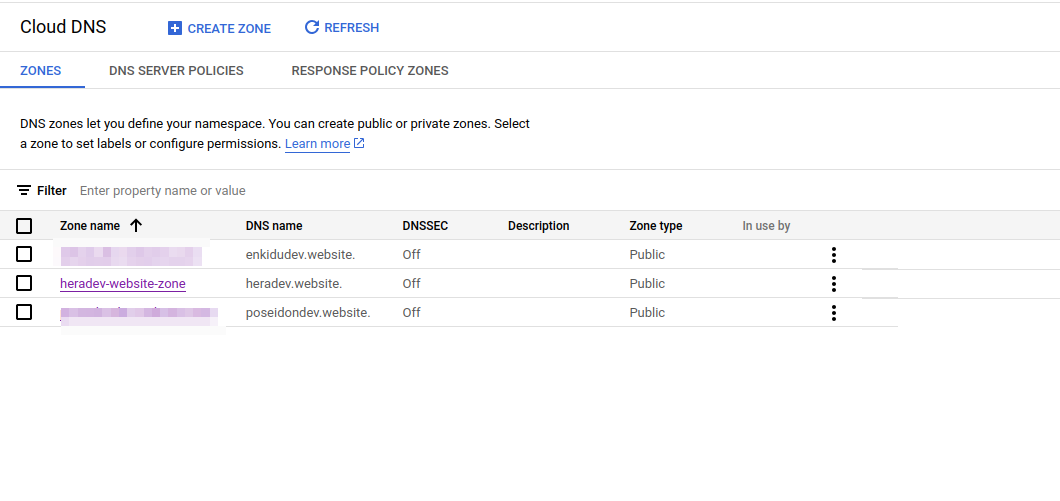 Cloud DNS CREATE ZONE REFRESH
ZONES DNS SERVER POLICIES RESPONSE POLICY ZONES
DNS zones let you define your namespace. You can create public or private zones. Select
a zone to set labels or configure permissions. Learn more
Filter Enter property name or value
Zone name DNS name DNSSEC Description Zone type In use by
enkidudev.website. Off Public
heradev-website-zone heradev.website. Off Public
poseidondev.website. Off Public